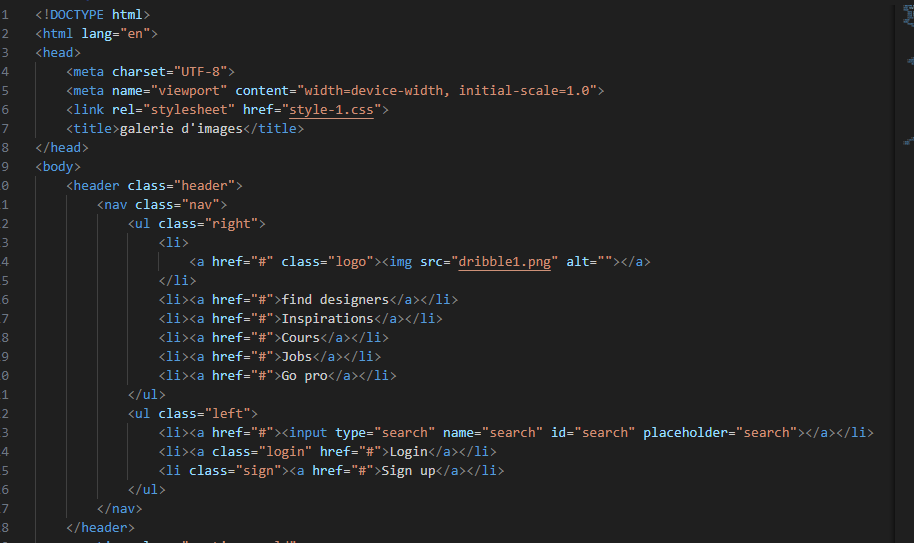 1 <!DOCTYPE html>
2 <html lang="en">
3 <head>
4 <meta charset="UTF-8">
5 <meta name="viewport" content="width=device-width, initial-scale=1.0">
6 <link rel="stylesheet" href="style-1.css">
7 <title>galerie d'images</title>
8 </head>
9 <body>
0 <header class="header">
1 <nav class="nav">
2 <ul class="right">
3 <li>
4 <a href="#" class="logo"><img src="dribble1.png" alt=""></a>
5 </li>
6 <li><a href="#">find designers</a></li>
7 <li><a href="#">Inspirations</a></li>
8 <li><a href="#">Cours</a></li>
9 <li><a href="#">Jobs</a></li>
0 <li><a href="#">Go pro</a></li>
1 </ul>
2 <ul class="left">
3 <li><a href="#"><input type="search" name="search" id="search" placeholder="search"></a></li>
4 <li><a class="login" href="#">Login</a></li>
5 <li class="sign"><a href="#">Sign up</a></li>
6 </ul>
7 </nav>
8 </header>